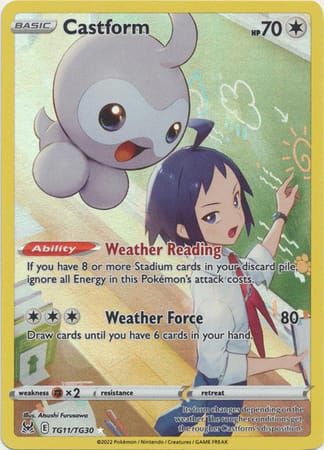 BASIC Castform HP 70
Ability Weather Reading
If you have 8 or more Stadium cards in your discard pile,
ignore all Energy in this Pokémon's attack costs.
Weather Force 80
Draw cards until you have 6 cards in your hand.
weakness ×2 resistance retreat
Illus. Atsushi Furusawa
E TG11/TG30
Its form changes depending on the
weather. The rougher conditions get,
the rougher Castform's disposition.
©2022 Pokémon / Nintendo / Creatures / GAME FREAK